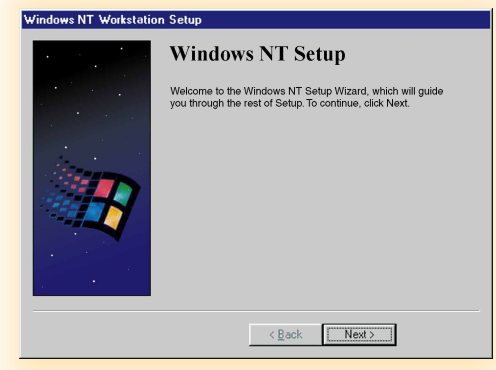 Windows NT Workstation Setup
Windows NT Setup
Welcome to the Windows NT Setup Wizard, which will guide
you through the rest of Setup. To continue, click Next.
< Back Next >